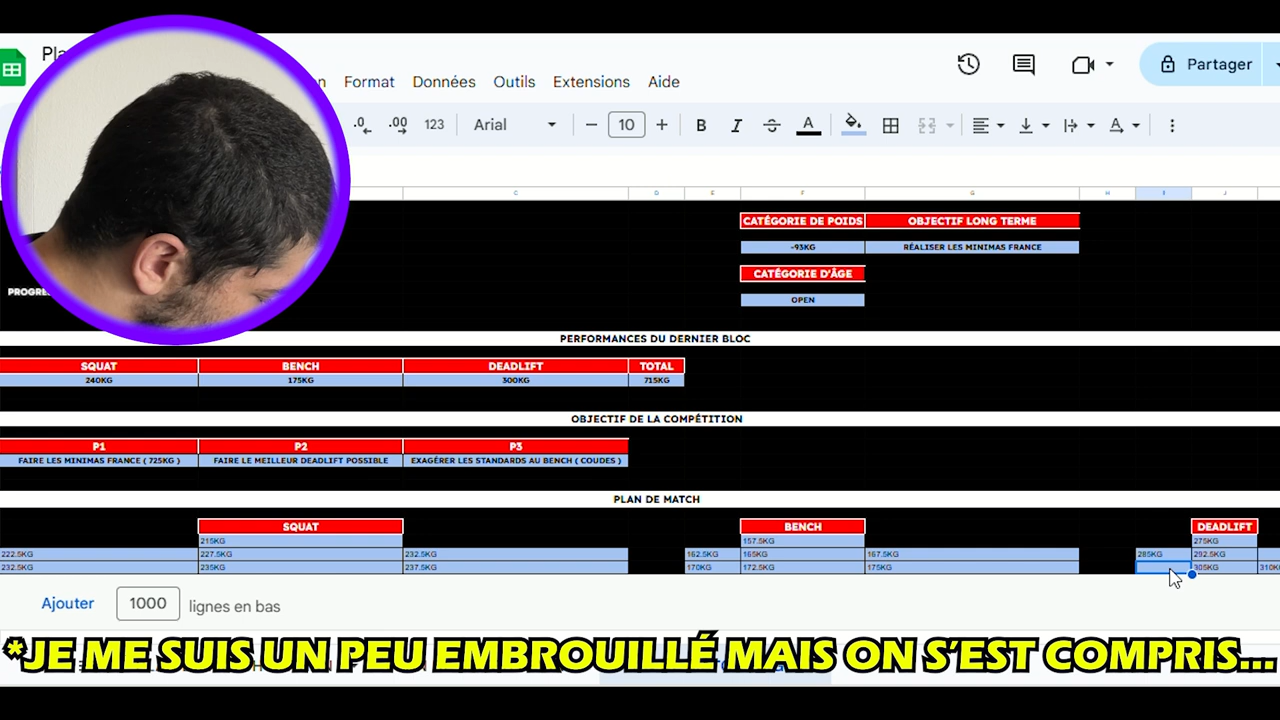 Pla
Format Données Outils Extensions Aide
Partager
.0 .00 123 Arial 10 B I A A
C D E F G H I J
CATÉGORIE DE POIDS OBJECTIF LONG TERME
-93KG RÉALISER LES MINIMAS FRANCE
CATÉGORIE D'ÂGE
PROGRE
OPEN
PERFORMANCES DU DERNIER BLOC
SQUAT BENCH DEADLIFT TOTAL
240KG 175KG 300KG 715KG
OBJECTIF DE LA COMPÉTITION
P1 P2 P3
FAIRE LES MINIMAS FRANCE ( 725KG ) FAIRE LE MEILLEUR DEADLIFT POSSIBLE EXAGÉRER LES STANDARDS AU BENCH ( COUDES )
PLAN DE MATCH
SQUAT BENCH DEADLIFT
215KG 157.5KG 275KG
222.5KG 227.5KG 232.5KG 162.5KG 165KG 167.5KG 285KG 292.5KG
232.5KG 235KG 237.5KG 170KG 172.5KG 175KG 305KG 310K
Ajouter 1000 lignes en bas
*JE ME SUIS UN PEU EMBROUILLÉ MAIS ON S'EST COMPRIS...